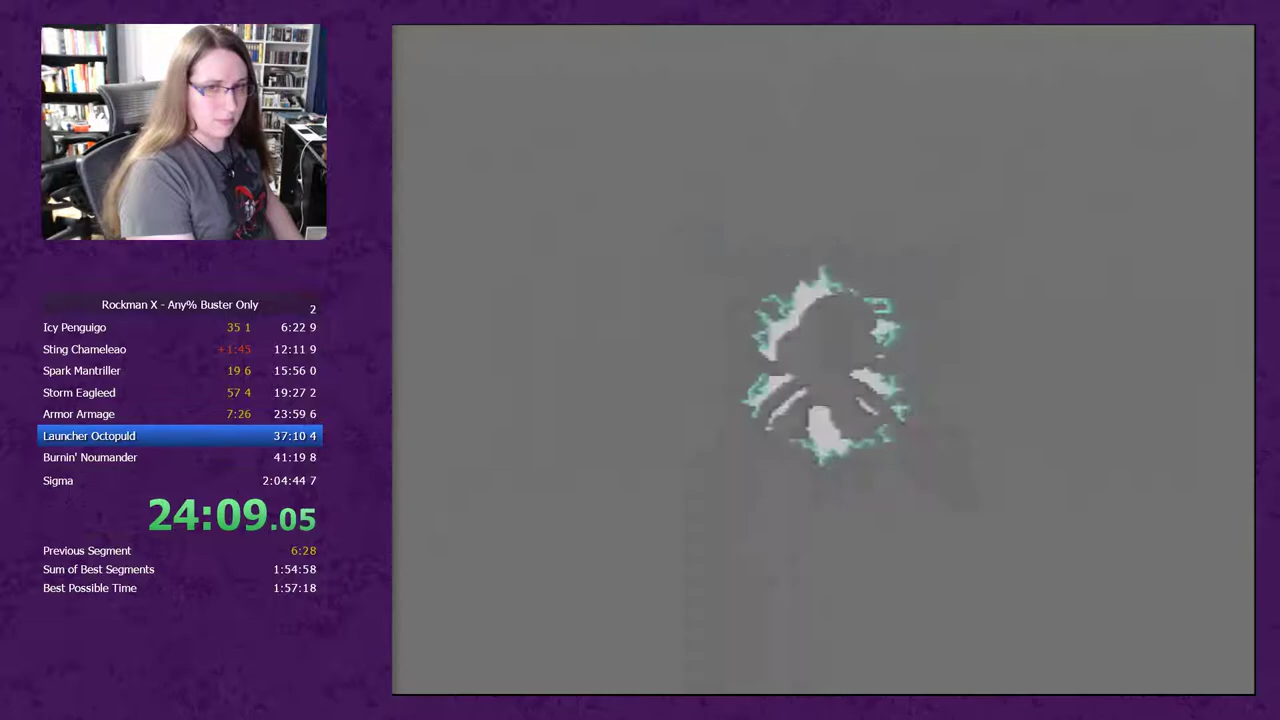 Rockman X - Any% Buster Only
2
Icy Penguigo 35 1 6:22 9
Sting Chameleao +1:45 12:11 9
Spark Mantriller 19 6 15:56 0
Storm Eagleed 57 4 19:27 2
Armor Armage 7:26 23:59 6
Launcher Octopuld 37:10 4
Burnin' Noumander 41:19 8
Sigma 2:04:44 7
24:09.05
Previous Segment 6:28
Sum of Best Segments 1:54:58
Best Possible Time 1:57:18